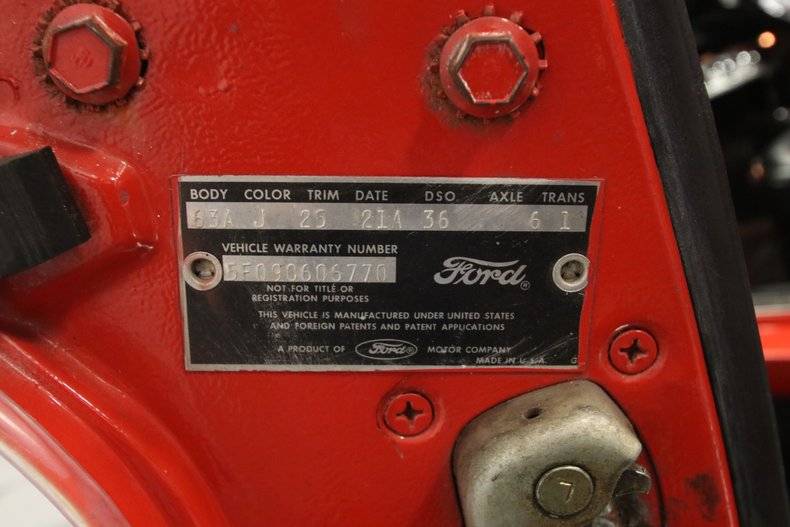 BODY COLOR TRIM DATE DSO AXLE TRANS
63A J 25 21A 36 6 1
VEHICLE WARRANTY NUMBER
5F09C606770
Ford®
NOT FOR TITLE OR
REGISTRATION PURPOSES
THIS VEHICLE IS MANUFACTURED UNDER UNITED STATES
AND FOREIGN PATENTS AND PATENT APPLICATIONS
A PRODUCT OF Ford® MOTOR COMPANY
MADE IN U.S.A. G
L